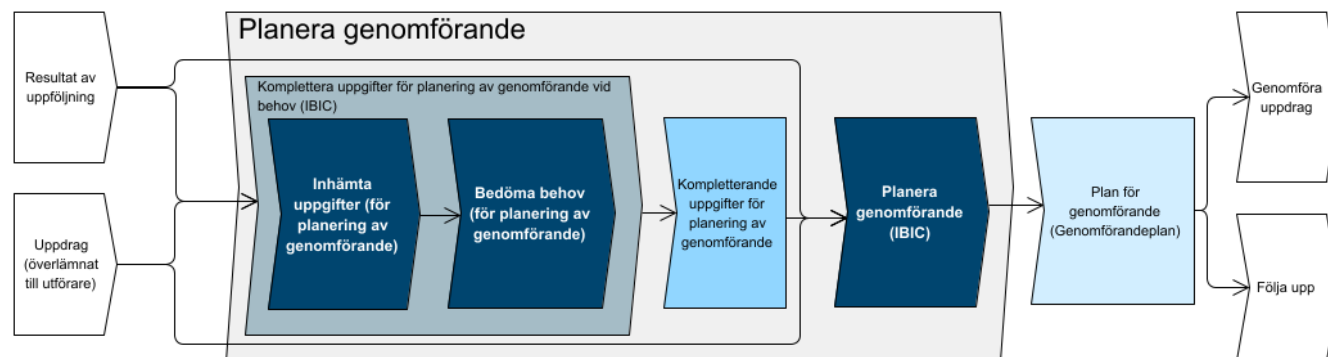 Planera genomförande
Resultat av
uppföljning
Komplettera uppgifter för planering av genomförande vid
behov (IBIC)
Genomföra
uppdrag
Inhämta
uppgifter (för
planering av
genomförande)
Bedöma behov
(för planering av
genomförande)
Kompletterande
uppgifter för
planering av
genomförande
Planera
genomförande
(IBIC)
Plan för
genomförande
(Genomförandeplan)
Uppdrag
(överlämnat
till utförare)
Följa upp